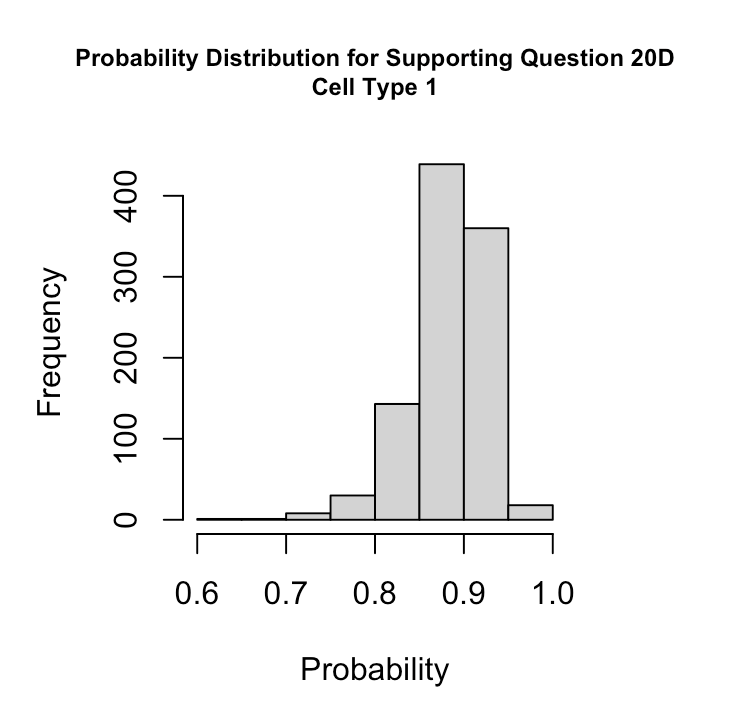 Probability Distribution for Supporting Question 20D
Cell Type 1
Frequency
400
300
200
100
0
0.6 0.7 0.8 0.9 1.0
Probability